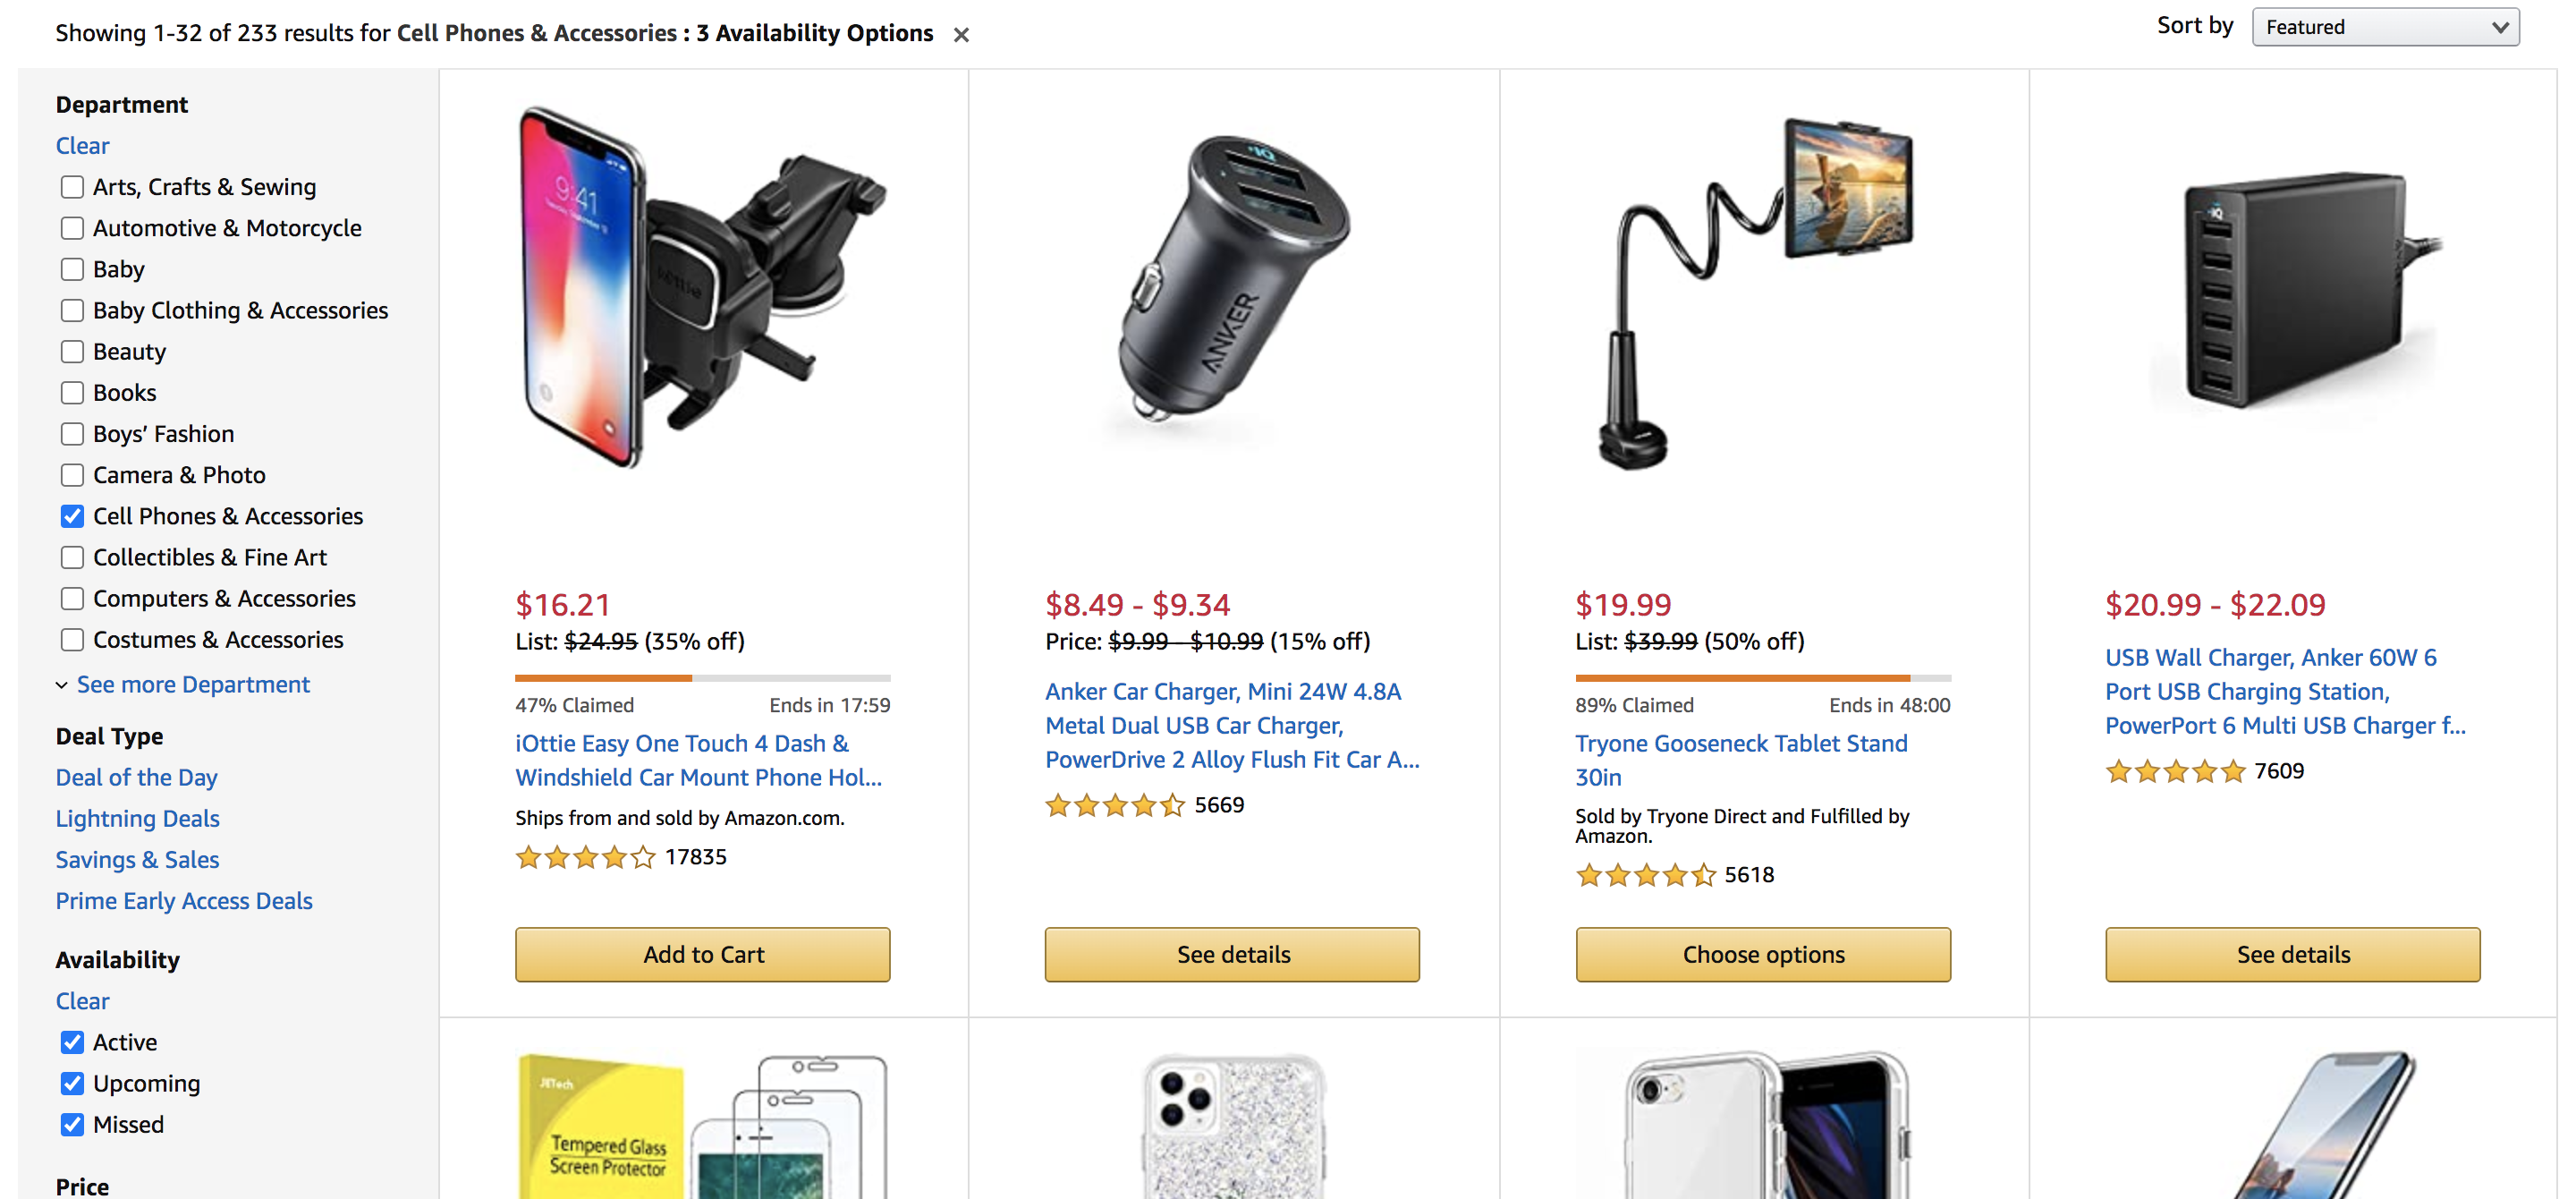 Showing 1-32 of 233 results for Cell Phones & Accessories : 3 Availability Options ×
Sort by Featured
Department
Clear
Arts, Crafts & Sewing
Automotive & Motorcycle
Baby
Baby Clothing & Accessories
Beauty
Books
Boys’ Fashion
Camera & Photo
Cell Phones & Accessories
Collectibles & Fine Art
Computers & Accessories
Costumes & Accessories
See more Department
Deal Type
Deal of the Day
Lightning Deals
Savings & Sales
Prime Early Access Deals
Availability
Clear
Active
Upcoming
Missed
Price
9:41
iOttie
$16.21
List: $24.95 (35% off)
47% Claimed Ends in 17:59
iOttie Easy One Touch 4 Dash &
Windshield Car Mount Phone Hol...
Ships from and sold by Amazon.com.
17835
Add to Cart
IQ
ANKER
$8.49 - $9.34
Price: $9.99 - $10.99 (15% off)
Anker Car Charger, Mini 24W 4.8A
Metal Dual USB Car Charger,
PowerDrive 2 Alloy Flush Fit Car A...
5669
See details
$19.99
List: $39.99 (50% off)
89% Claimed Ends in 48:00
Tryone Gooseneck Tablet Stand
30in
Sold by Tryone Direct and Fulfilled by
Amazon.
5618
Choose options
IQ
$20.99 - $22.09
USB Wall Charger, Anker 60W 6
Port USB Charging Station,
PowerPort 6 Multi USB Charger f...
7609
See details
JETech
Tempered Glass
Screen Protector